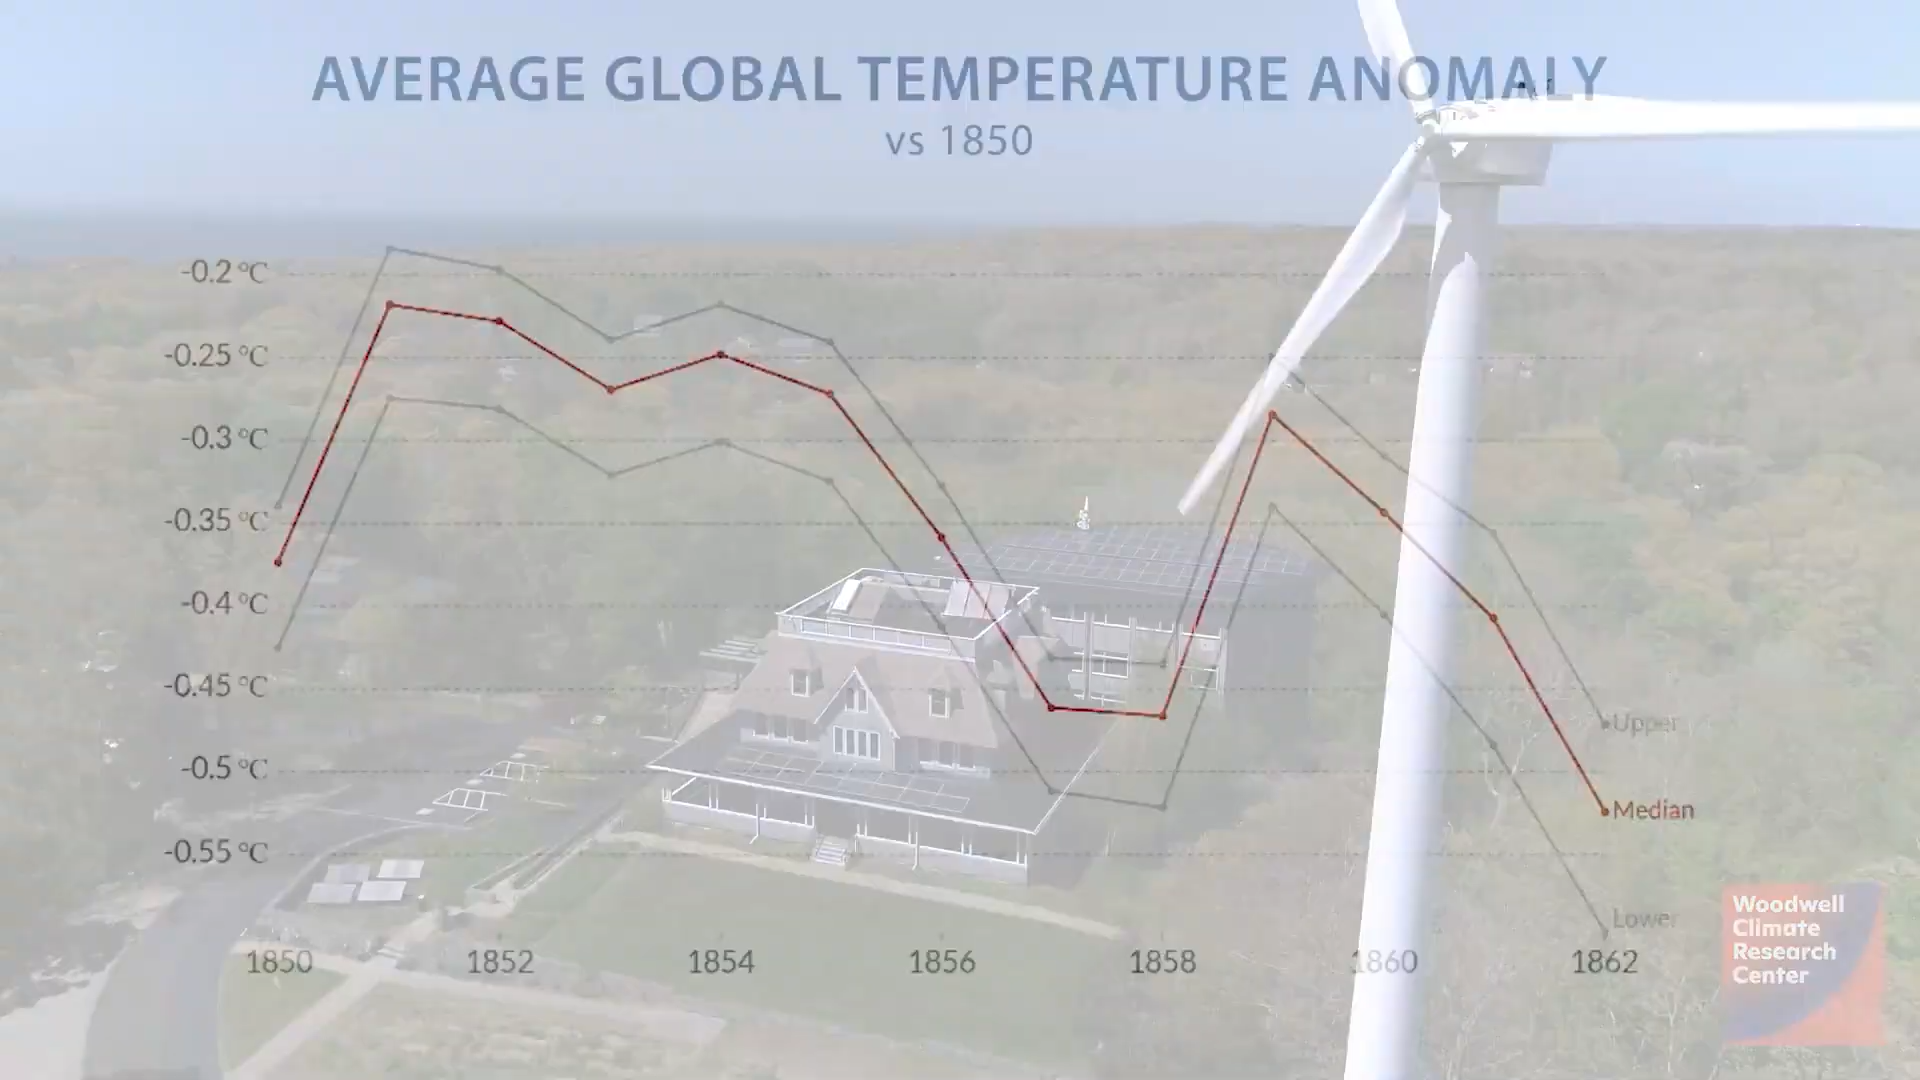 AVERAGE GLOBAL TEMPERATURE ANOMALY
vs 1850
-0.2 °C
-0.25 °C
-0.3 °C
-0.35 °C
-0.4 °C
-0.45 °C
-0.5 °C
-0.55 °C
Upper
Median
Lower
1850 1852 1854 1856 1858 1860 1862
Woodwell
Climate
Research
Center